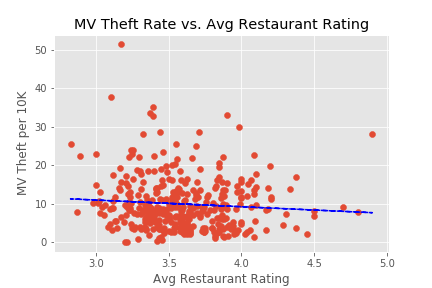 MV Theft Rate vs. Avg Restaurant Rating
MV Theft per 10K
50
40
30
20
10
0
3.0 3.5 4.0 4.5 5.0
Avg Restaurant Rating